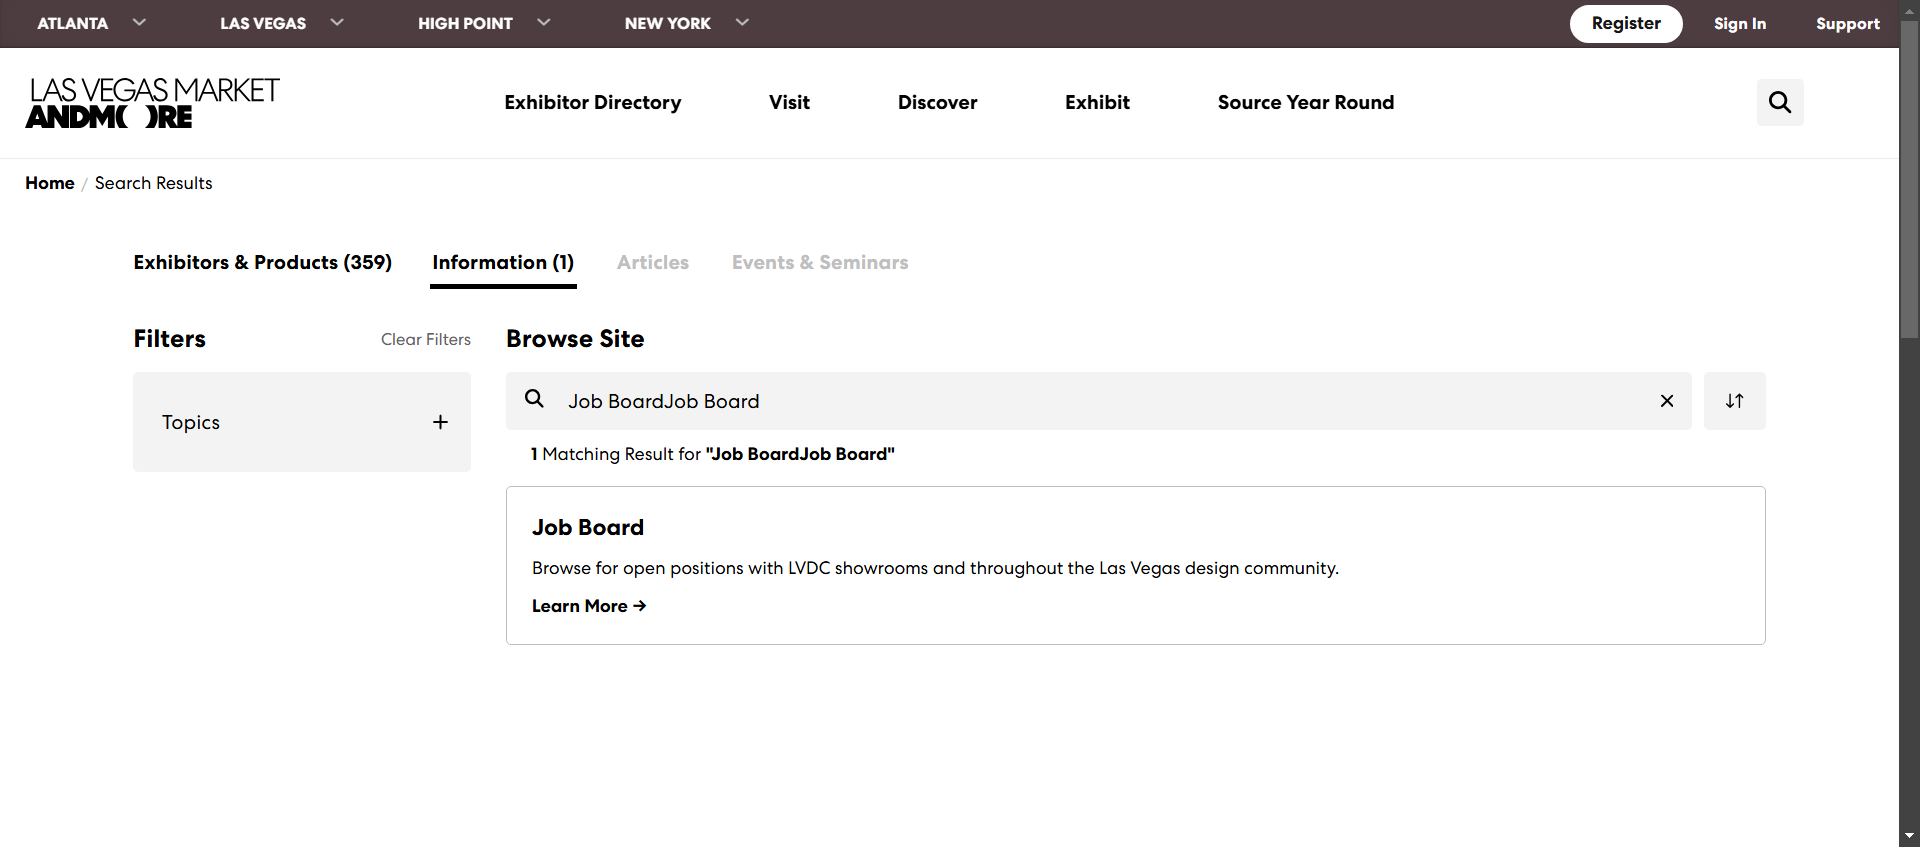 ATLANTA LAS VEGAS HIGH POINT NEW YORK Register Sign In Support
LAS VEGAS MARKET
ANDMORE
Exhibitor Directory Visit Discover Exhibit Source Year Round
Home / Search Results
Exhibitors & Products (359) Information (1) Articles Events & Seminars
Filters Clear Filters
Topics +
Browse Site
Job BoardJob Board
1 Matching Result for "Job BoardJob Board"
Job Board
Browse for open positions with LVDC showrooms and throughout the Las Vegas design community.
Learn More →